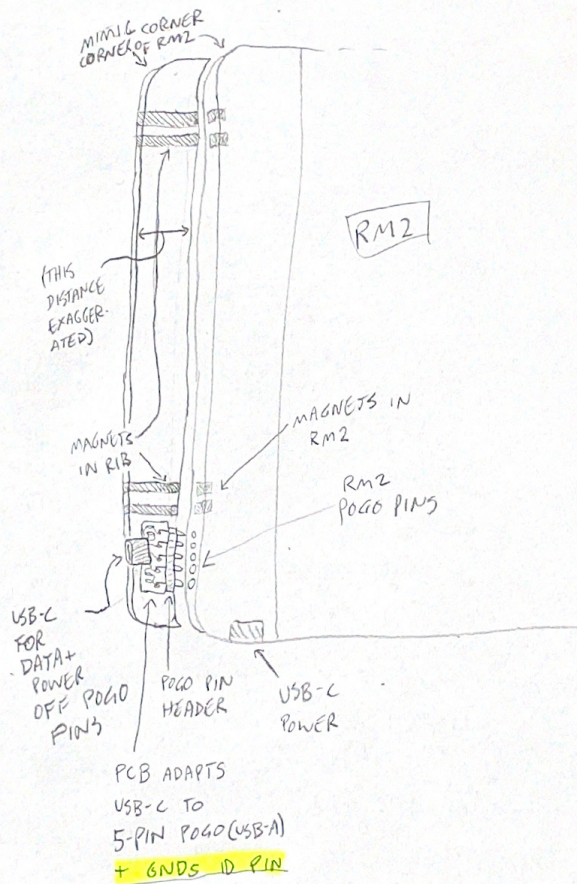 MIMIC CORNER
CORNER OF RM2
RM2
(THIS
DISTANCE
EXAGGER-
ATED)
MAGNETS
IN RIB
MAGNETS IN
RM2
RM2
POGO PINS
USB-C
FOR
DATA+
POWER
OFF POGO
PINS
POGO PIN
HEADER
USB-C
POWER
PCB ADAPTS
USB-C TO
5-PIN POGO (USB-A)
+ GNDS ID PIN